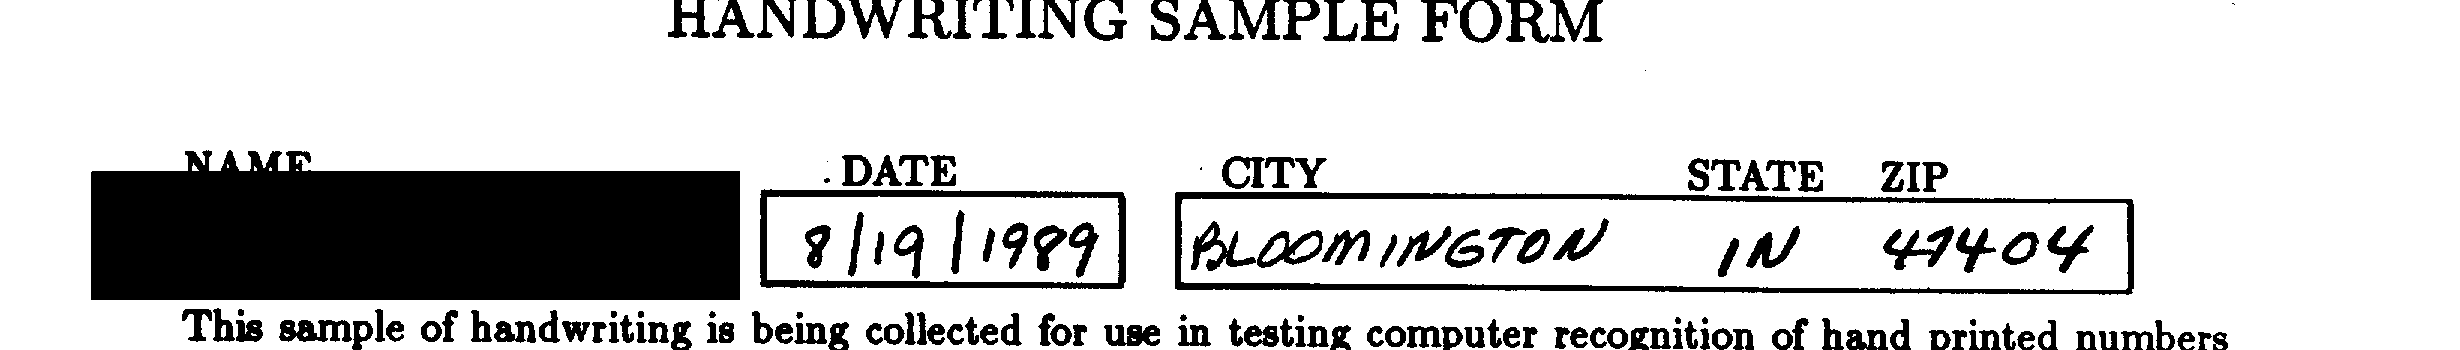 HANDWRITING SAMPLE FORM
NAME DATE CITY STATE ZIP
8/19/1989 BLOOMINGTON IN 47404
This sample of handwriting is being collected for use in testing computer recognition of hand printed numbers